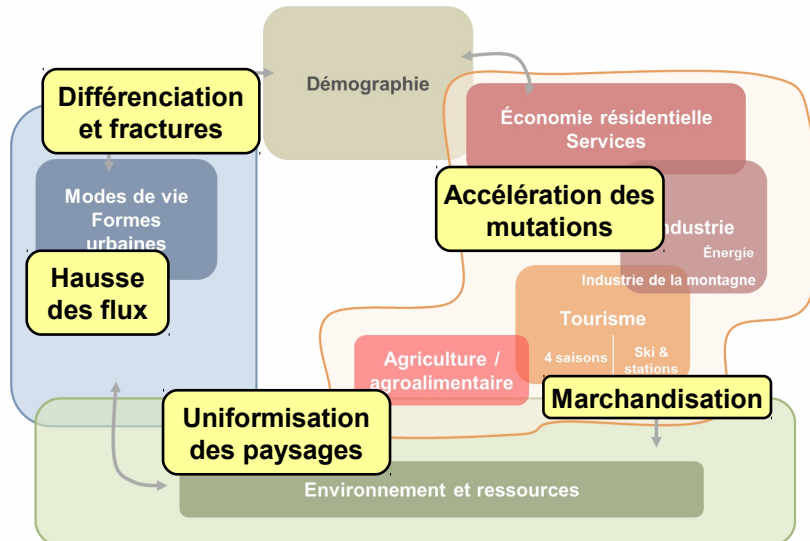 Démographie
Différenciation
et fractures
Économie résidentielle
Services
Modes de vie
Formes
urbaines
Accélération des
mutations
ndustrie
Énergie
Industrie de la montagne
Hausse
des flux
Tourisme
4 saisons
Ski &
stations
Agriculture /
agroalimentaire
Marchandisation
Uniformisation
des paysages
Environnement et ressources